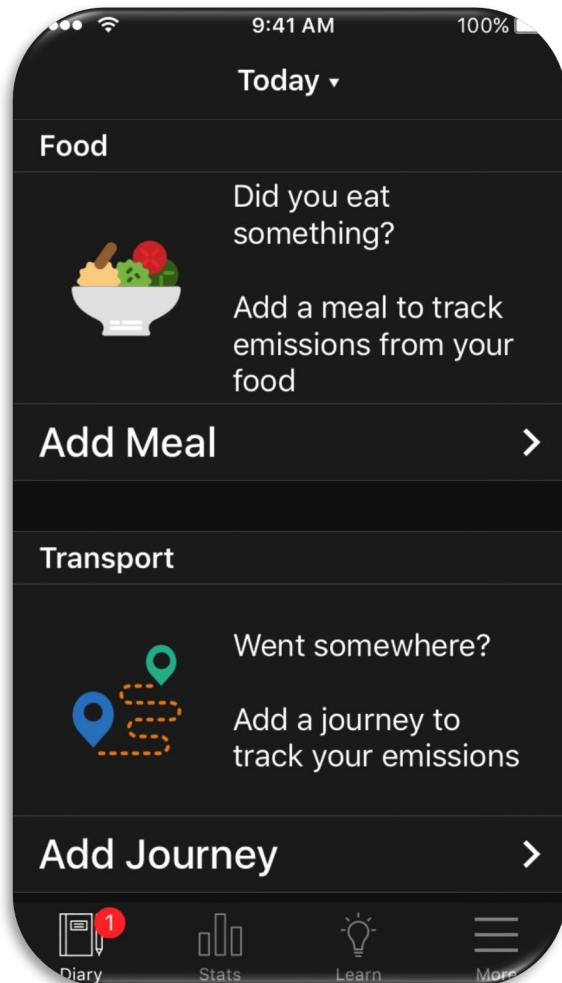 9:41 AM 100%
Today
Food
Did you eat
something?
Add a meal to track
emissions from your
food
Add Meal
Transport
Went somewhere?
Add a journey to
track your emissions
Add Journey
1
Diary Stats Learn More